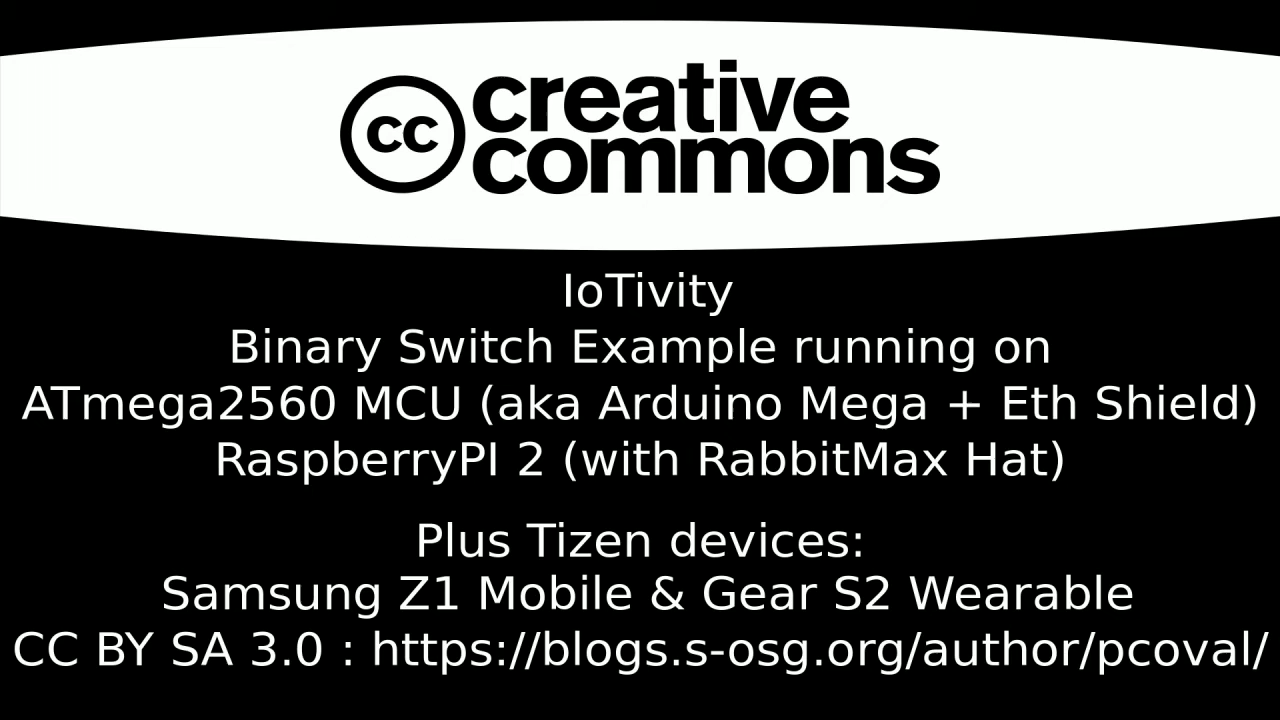 cc creative
commons
IoTivity
Binary Switch Example running on
ATmega2560 MCU (aka Arduino Mega + Eth Shield)
RaspberryPI 2 (with RabbitMax Hat)
Plus Tizen devices:
Samsung Z1 Mobile & Gear S2 Wearable
CC BY SA 3.0 : https://blogs.s-osg.org/author/pcoval/